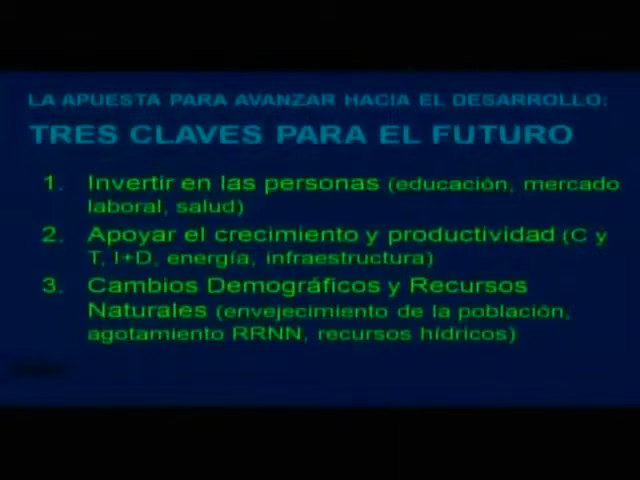 LA APUESTA PARA AVANZAR HACIA EL DESARROLLO:
TRES CLAVES PARA EL FUTURO
1. Invertir en las personas (educación, mercado
laboral, salud)
2. Apoyar el crecimiento y productividad (C y
T, I+D, energía, infraestructura)
3. Cambios Demográficos y Recursos
Naturales (envejecimiento de la población,
agotamiento RRNN, recursos hídricos)